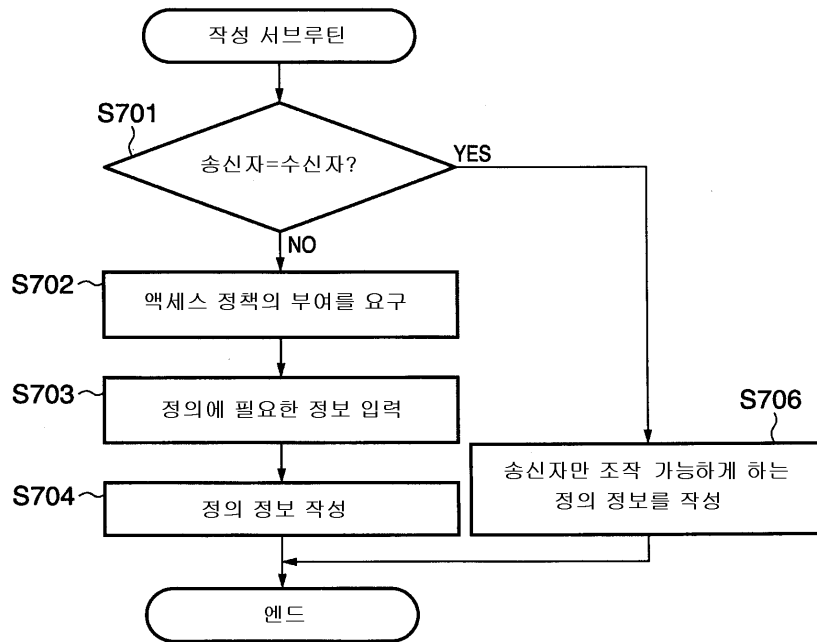 작성 서브루틴
S701
송신자=수신자?
YES
NO
S702
액세스 정책의 부여를 요구
S703
정의에 필요한 정보 입력
S706
송신자만 조작 가능하게 하는
정의 정보를 작성
S704
정의 정보 작성
엔드